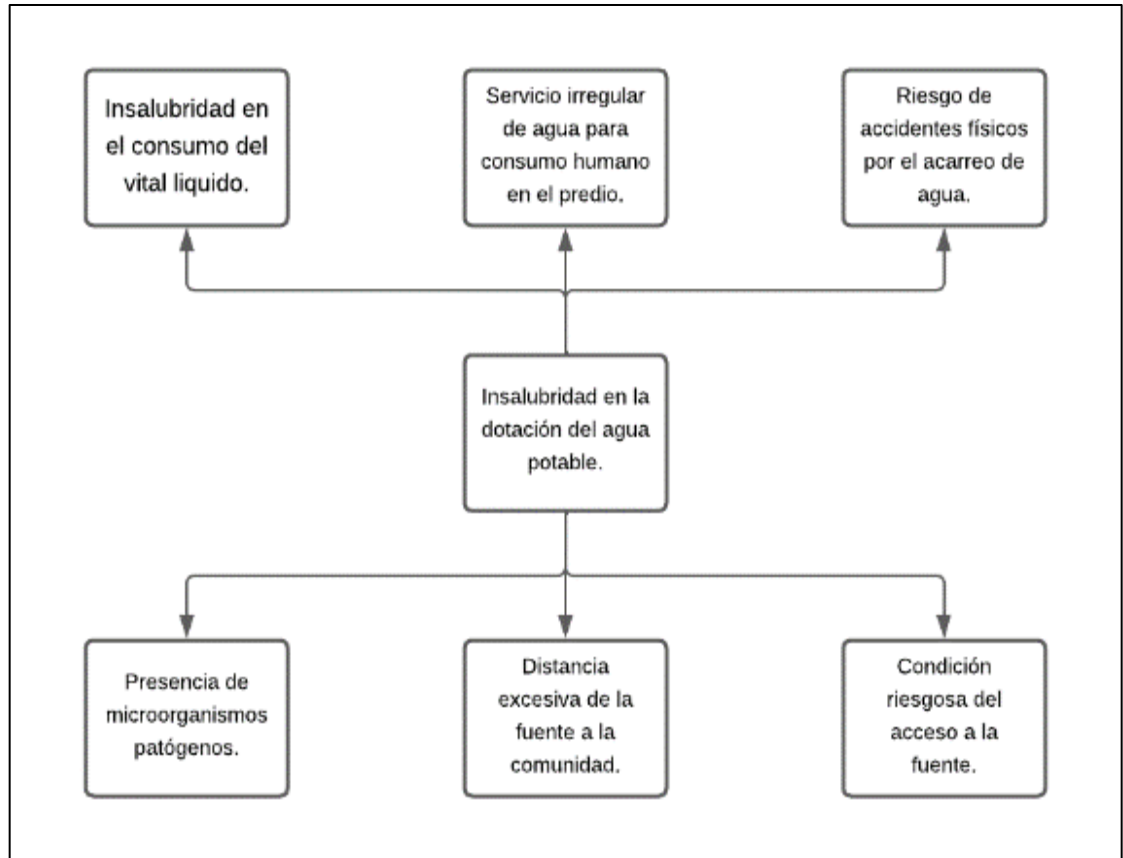 Insalubridad en
el consumo del
vital liquido.
Servicio irregular
de agua para
consumo humano
en el predio.
Riesgo de
accidentes físicos
por el acarreo de
agua.
Insalubridad en la
dotación del agua
potable.
Presencia de
microorganismos
patógenos.
Distancia
excesiva de la
fuente a la
comunidad.
Condición
riesgosa del
acceso a la
fuente.